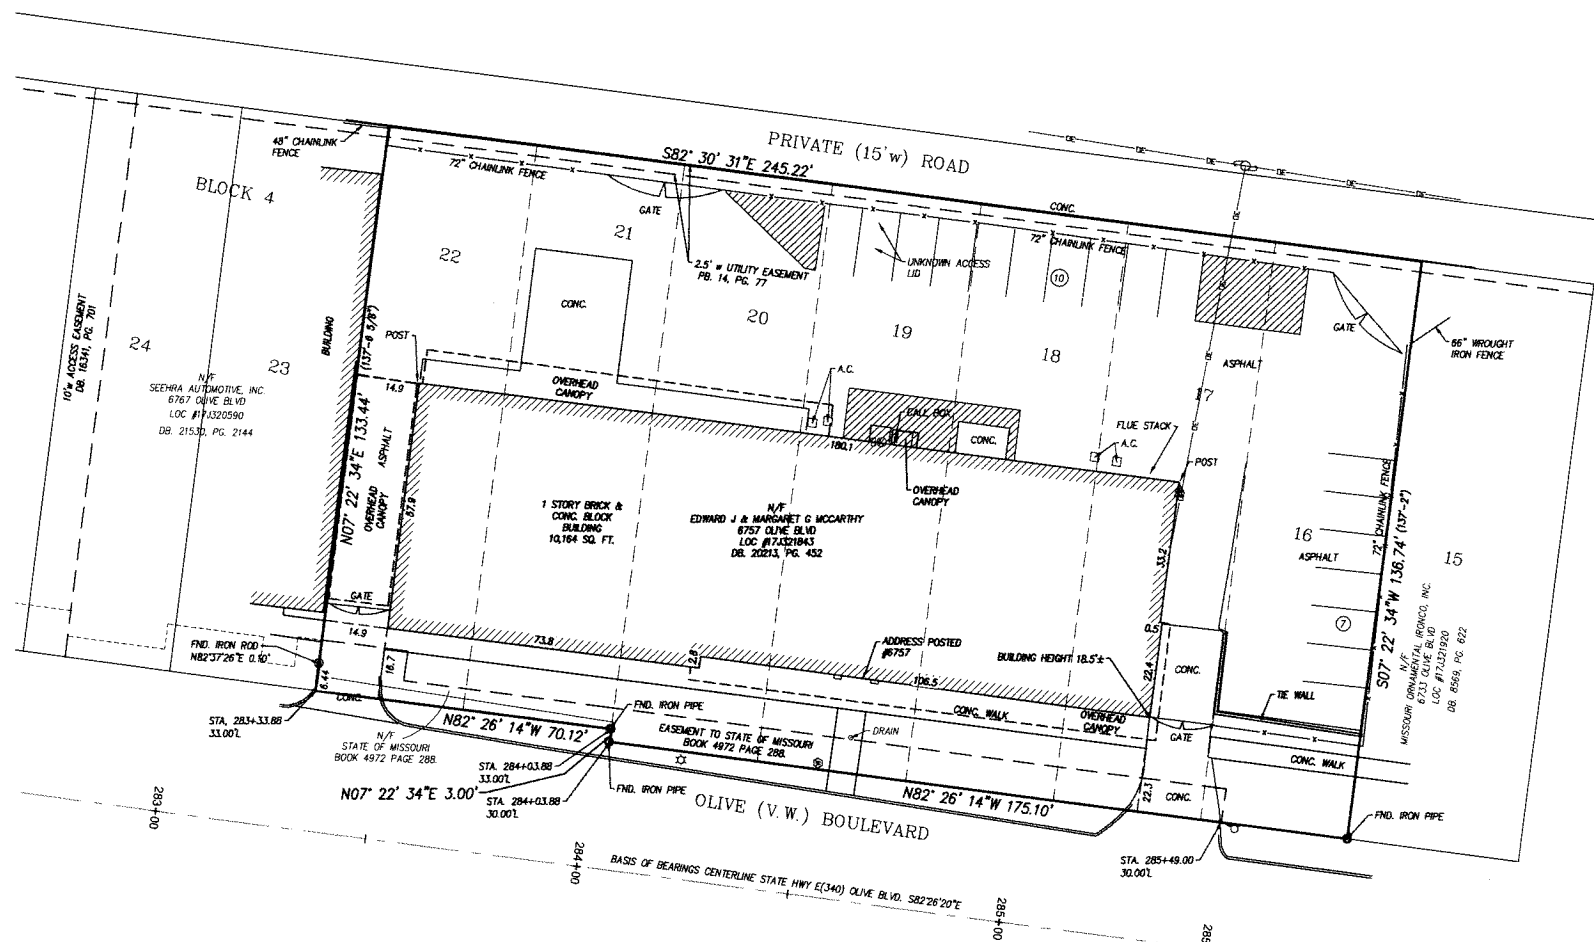 PRIVATE (15'w) ROAD
S82° 30' 31"E 245.22'
48" CHAINLINK
FENCE
72" CHAINLINK FENCE
BLOCK 4
GATE
CONC.
72" CHAINLINK FENCE
OE
OE
OE
OE
OE
OE
OE
OE
OE
OE
2.5' w UTILITY EASEMENT
PB. 14, PG. 77
UNKNOWN ACCESS
LID
10
GATE
66" WROUGHT
IRON FENCE
24
23
22
21
20
19
18
17
16
15
10'w ACCESS EASEMENT
DB. 16341, PG. 701
N/F
SEEHRA AUTOMOTIVE, INC.
6767 OLIVE BLVD
LOC #17J320590
DB. 21530, PG. 2144
BUILDING
(137'-6 5/8")
N07° 22' 34"E 133.44'
POST
14.9
CONC.
OVERHEAD
CANOPY
A.C.
CALL BOX
CONC.
180.1
OVERHEAD
CANOPY
FLUE STACK
A.C.
POST
ASPHALT
ASPHALT
OVERHEAD
CANOPY
57.9
1 STORY BRICK &
CONC. BLOCK
BUILDING
10,164 SQ. FT.
N/F
EDWARD J & MARGARET G MCCARTHY
6757 OLIVE BLVD
LOC #17J321843
DB. 20213, PG. 452
33.2
ASPHALT
72" CHAINLINK FENCE
S07° 22' 34"W 136.74' (137'-2")
N/F
MISSOURI ORNAMENTAL IRONCO, INC.
6733 OLIVE BLVD
LOC #17J321920
DB. 8569, PG. 622
7
GATE
14.9
FND. IRON ROD
N82°37'26"E 0.10'
6.44
16.7
73.8
2.8
ADDRESS POSTED
#6757
106.5
BUILDING HEIGHT 18.5'±
0.5
22.4
CONC.
TIE WALL
CONC.
STA. 283+33.88
33.00'L
N/F
STATE OF MISSOURI
BOOK 4972 PAGE 288.
N82° 26' 14"W 70.12'
FND. IRON PIPE
EASEMENT TO STATE OF MISSOURI
BOOK 4972 PAGE 288.
DRAIN
CONC. WALK
OVERHEAD
CANOPY
GATE
CONC. WALK
STA. 284+03.88
33.00'L
N07° 22' 34"E 3.00'
STA. 284+03.88
30.00'L
FND. IRON PIPE
N82° 26' 14"W 175.10'
22.3
CONC.
FND. IRON PIPE
OLIVE (V.W.) BOULEVARD
STA. 285+49.00
30.00'L
283+00
284+00
285+00
BASIS OF BEARINGS CENTERLINE STATE HWY E(340) OLIVE BLVD. S82°26'20"E
285